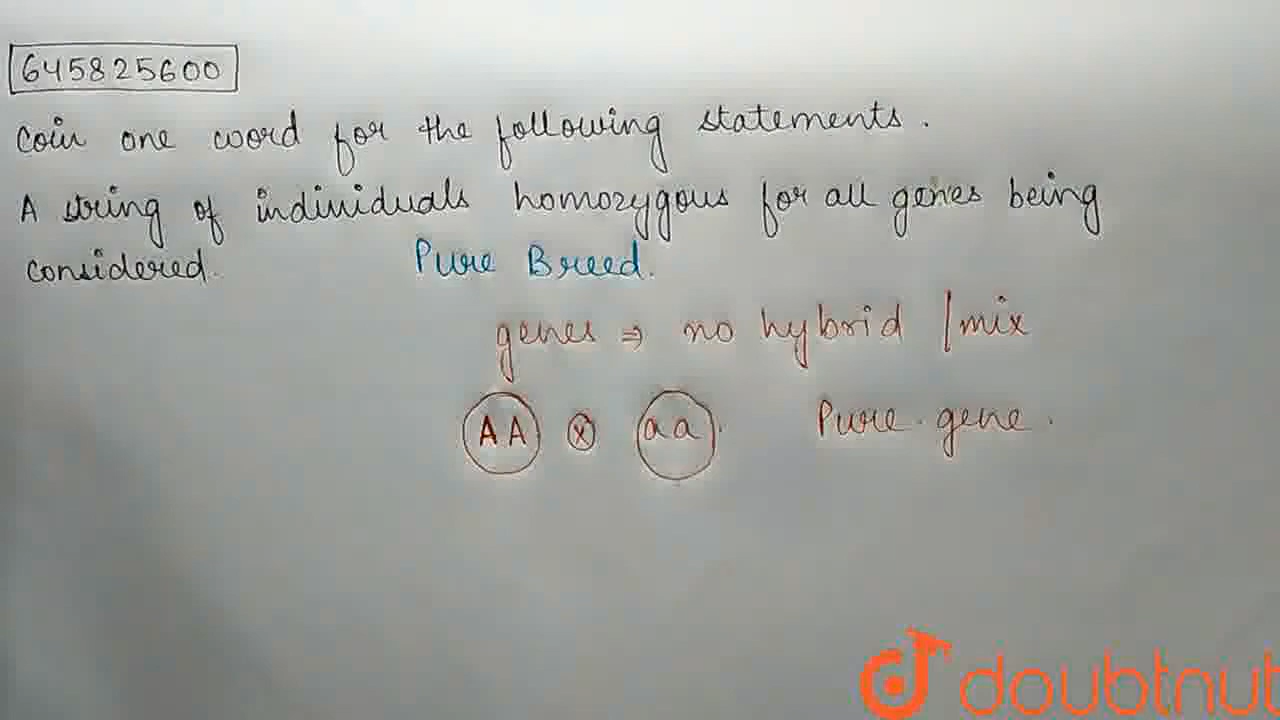 645825600
Coin one word for the following statements.
A string of individuals homozygous for all genes being
considered.
Pure Breed.
genes ⇒ no hybrid / mix
AA ⓧ aa. Pure gene.
doubtnut